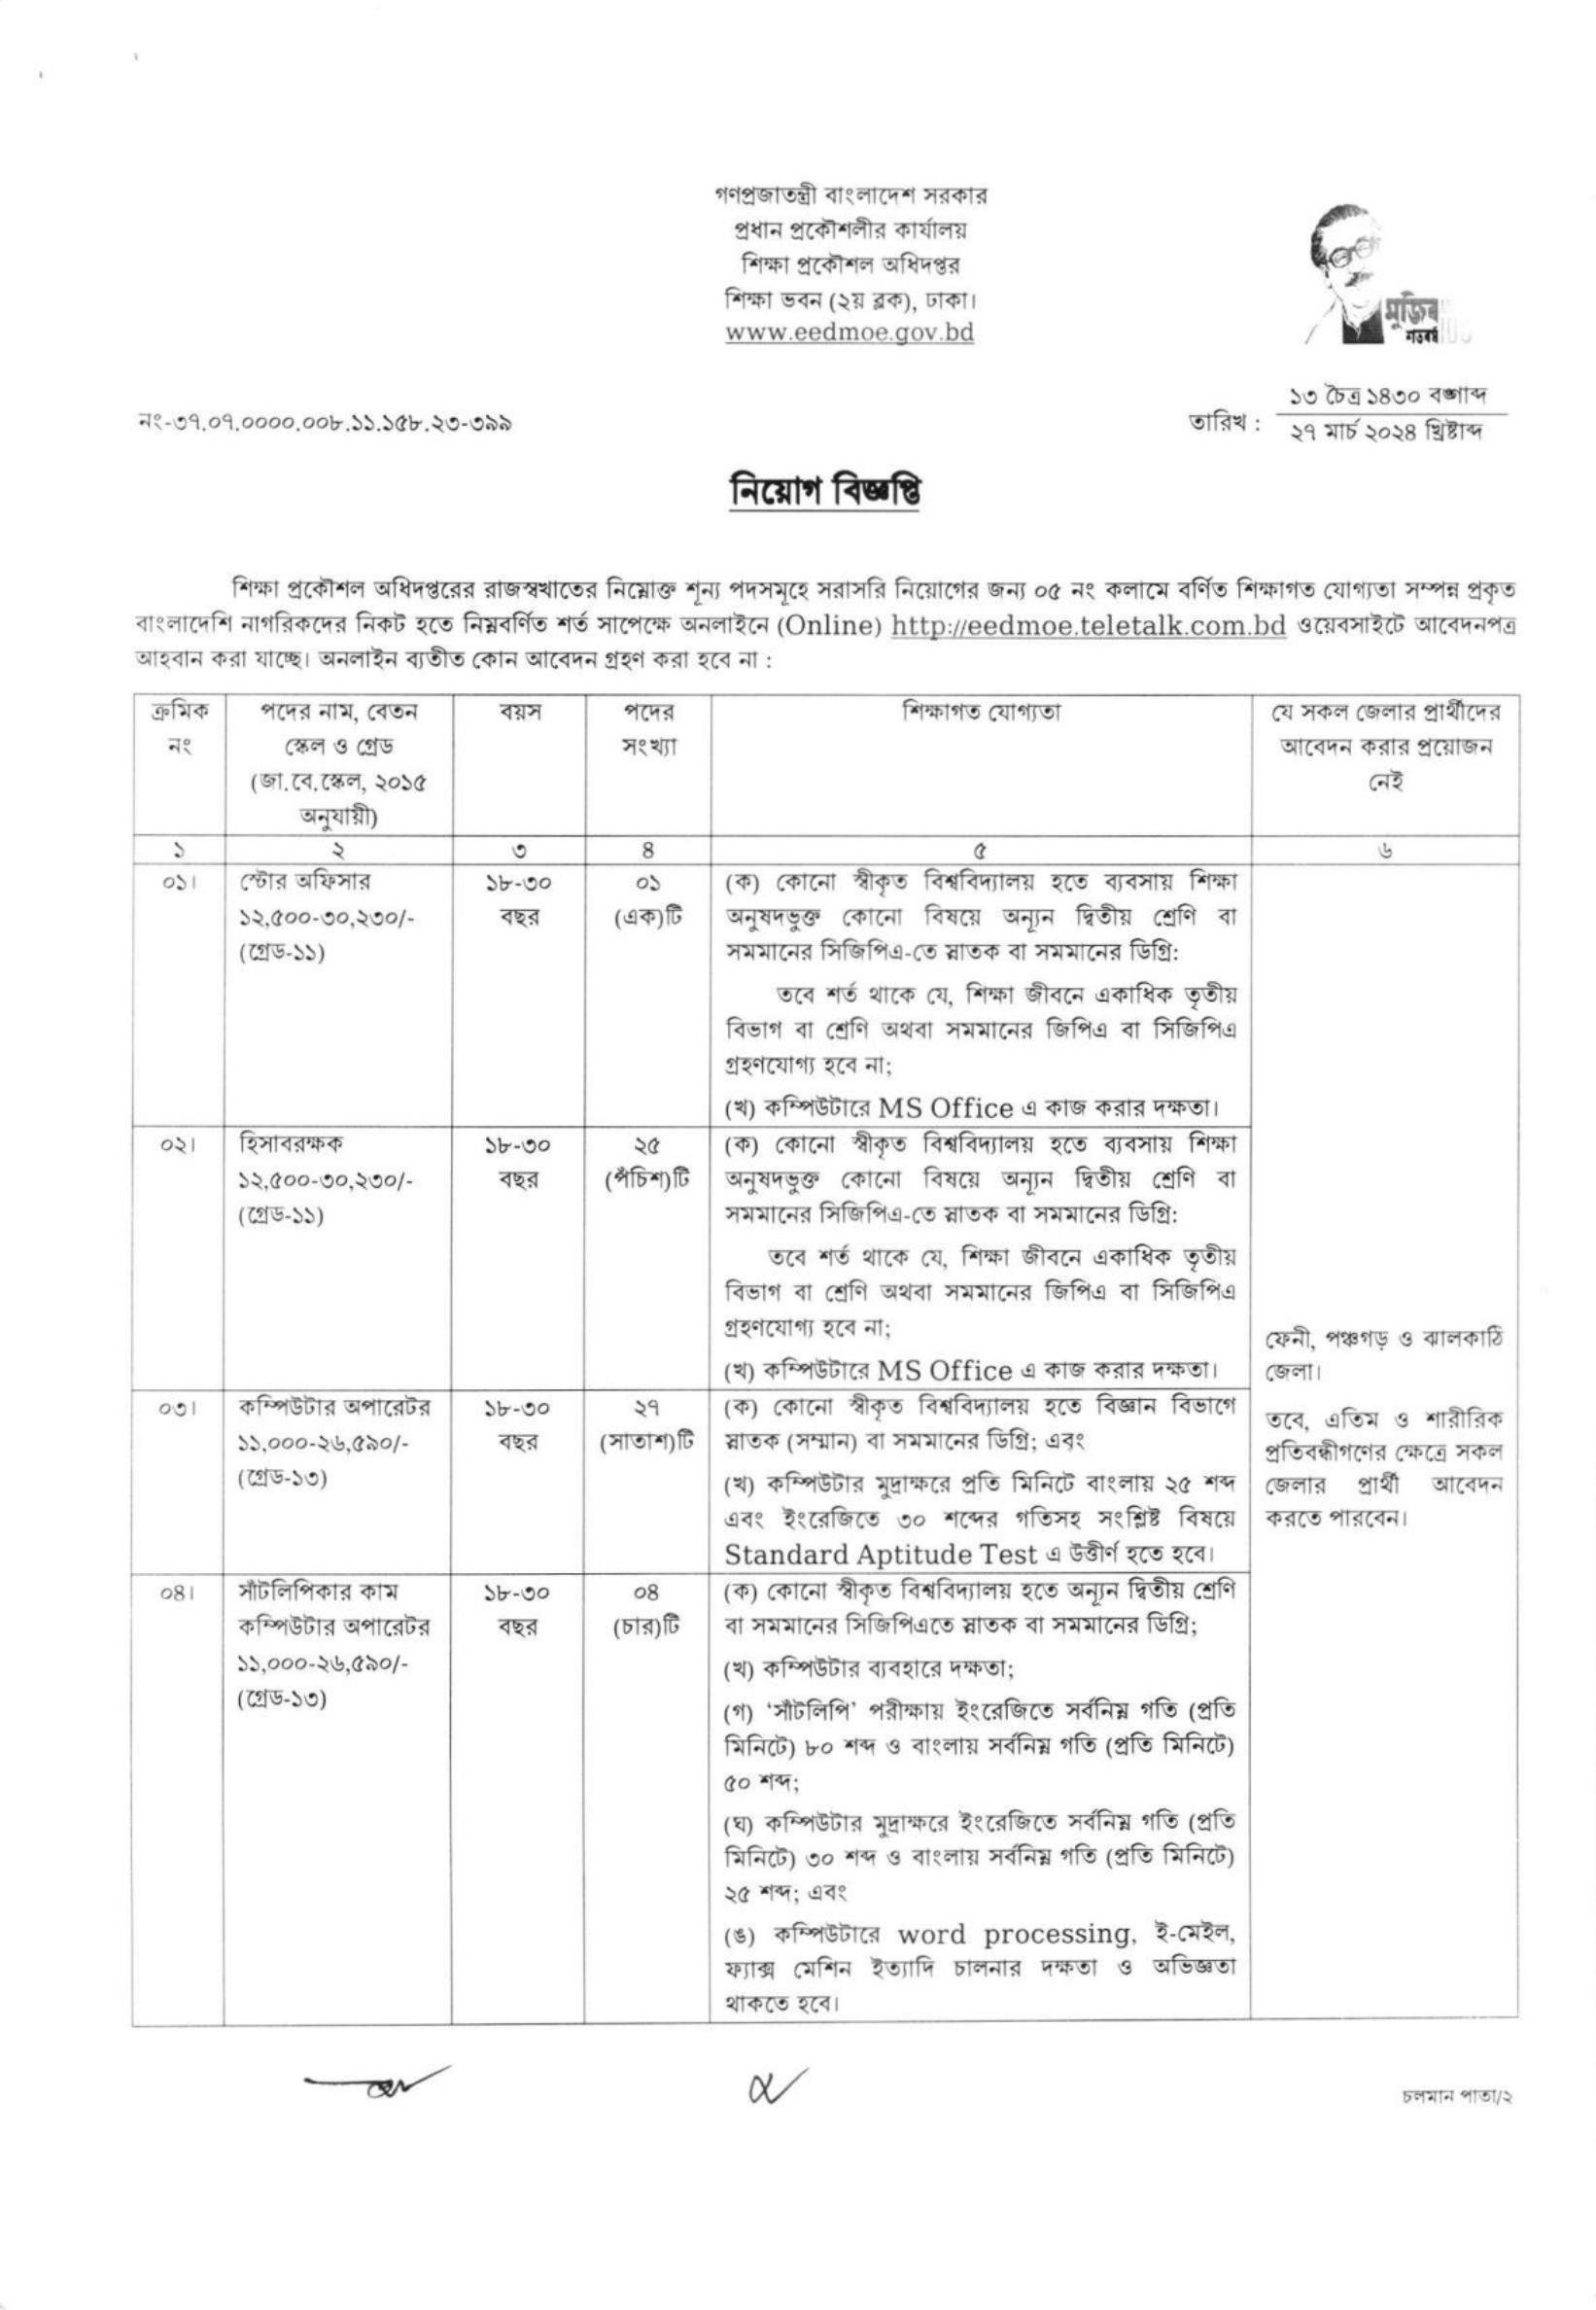 গণপ্রজাতন্ত্রী বাংলাদেশ সরকার
প্রধান প্রকৌশলীর কার্যালয়
শিক্ষা প্রকৌশল অধিদপ্তর
শিক্ষা ভবন (২য় ব্লক), ঢাকা।
www.eedmoe.gov.bd
মুজিব
শতবর্ষ 100
নং-৩৭.০৭.০০০০.০০৮.১১.১৫৮.২৩-৩৯৯
তারিখ :
১৩ চৈত্র ১৪৩০ বঙ্গাব্দ
২৭ মার্চ ২০২৪ খ্রিষ্টাব্দ
নিয়োগ বিজ্ঞপ্তি
শিক্ষা প্রকৌশল অধিদপ্তরের রাজস্বখাতের নিম্নোক্ত শূন্য পদসমূহে সরাসরি নিয়োগের জন্য ০৫ নং কলামে বর্ণিত শিক্ষাগত যোগ্যতা সম্পন্ন প্রকৃত
বাংলাদেশি নাগরিকদের নিকট হতে নিম্নবর্ণিত শর্ত সাপেক্ষে অনলাইনে (Online) http://eedmoe.teletalk.com.bd ওয়েবসাইটে আবেদনপত্র
আহবান করা যাচ্ছে। অনলাইন ব্যতীত কোন আবেদন গ্রহণ করা হবে না :
ক্রমিক
নং
পদের নাম, বেতন
স্কেল ও গ্রেড
(জা.বে.স্কেল, ২০১৫
অনুযায়ী)
বয়স
পদের
সংখ্যা
শিক্ষাগত যোগ্যতা
যে সকল জেলার প্রার্থীদের
আবেদন করার প্রয়োজন
নেই
১ ২ ৩ ৪ ৫ ৬
০১।
স্টোর অফিসার
১২,৫০০-৩০,২৩০/-
(গ্রেড-১১)
১৮-৩০
বছর
০১
(এক)টি
(ক) কোনো স্বীকৃত বিশ্ববিদ্যালয় হতে ব্যবসায় শিক্ষা
অনুষদভুক্ত কোনো বিষয়ে অন্যূন দ্বিতীয় শ্রেণি বা
সমমানের সিজিপিএ-তে স্নাতক বা সমমানের ডিগ্রি:
তবে শর্ত থাকে যে, শিক্ষা জীবনে একাধিক তৃতীয়
বিভাগ বা শ্রেণি অথবা সমমানের জিপিএ বা সিজিপিএ
গ্রহণযোগ্য হবে না;
(খ) কম্পিউটারে MS Office এ কাজ করার দক্ষতা।
০২।
হিসাবরক্ষক
১২,৫০০-৩০,২৩০/-
(গ্রেড-১১)
১৮-৩০
বছর
২৫
(পঁচিশ)টি
(ক) কোনো স্বীকৃত বিশ্ববিদ্যালয় হতে ব্যবসায় শিক্ষা
অনুষদভুক্ত কোনো বিষয়ে অন্যূন দ্বিতীয় শ্রেণি বা
সমমানের সিজিপিএ-তে স্নাতক বা সমমানের ডিগ্রি:
তবে শর্ত থাকে যে, শিক্ষা জীবনে একাধিক তৃতীয়
বিভাগ বা শ্রেণি অথবা সমমানের জিপিএ বা সিজিপিএ
গ্রহণযোগ্য হবে না;
(খ) কম্পিউটারে MS Office এ কাজ করার দক্ষতা।
০৩।
কম্পিউটার অপারেটর
১১,০০০-২৬,৫৯০/-
(গ্রেড-১৩)
১৮-৩০
বছর
২৭
(সাতাশ)টি
(ক) কোনো স্বীকৃত বিশ্ববিদ্যালয় হতে বিজ্ঞান বিভাগে
স্নাতক (সম্মান) বা সমমানের ডিগ্রি; এবং
(খ) কম্পিউটার মুদ্রাক্ষরে প্রতি মিনিটে বাংলায় ২৫ শব্দ
এবং ইংরেজিতে ৩০ শব্দের গতিসহ সংশ্লিষ্ট বিষয়ে
Standard Aptitude Test এ উত্তীর্ণ হতে হবে।
০৪।
সাঁটলিপিকার কাম
কম্পিউটার অপারেটর
১১,০০০-২৬,৫৯০/-
(গ্রেড-১৩)
১৮-৩০
বছর
০৪
(চার)টি
(ক) কোনো স্বীকৃত বিশ্ববিদ্যালয় হতে অন্যূন দ্বিতীয় শ্রেণি
বা সমমানের সিজিপিএতে স্নাতক বা সমমানের ডিগ্রি;
(খ) কম্পিউটার ব্যবহারে দক্ষতা;
(গ) ‘সাঁটলিপি’ পরীক্ষায় ইংরেজিতে সর্বনিম্ন গতি (প্রতি
মিনিটে) ৮০ শব্দ ও বাংলায় সর্বনিম্ন গতি (প্রতি মিনিটে)
৫০ শব্দ;
(ঘ) কম্পিউটার মুদ্রাক্ষরে ইংরেজিতে সর্বনিম্ন গতি (প্রতি
মিনিটে) ৩০ শব্দ ও বাংলায় সর্বনিম্ন গতি (প্রতি মিনিটে)
২৫ শব্দ; এবং
(ঙ) কম্পিউটারে word processing, ই-মেইল,
ফ্যাক্স মেশিন ইত্যাদি চালনার দক্ষতা ও অভিজ্ঞতা
থাকতে হবে।
ফেনী, পঞ্চগড় ও ঝালকাঠি
জেলা।
তবে, এতিম ও শারীরিক
প্রতিবন্ধীগণের ক্ষেত্রে সকল
জেলার প্রার্থী আবেদন
করতে পারবেন।
চলমান পাতা/২